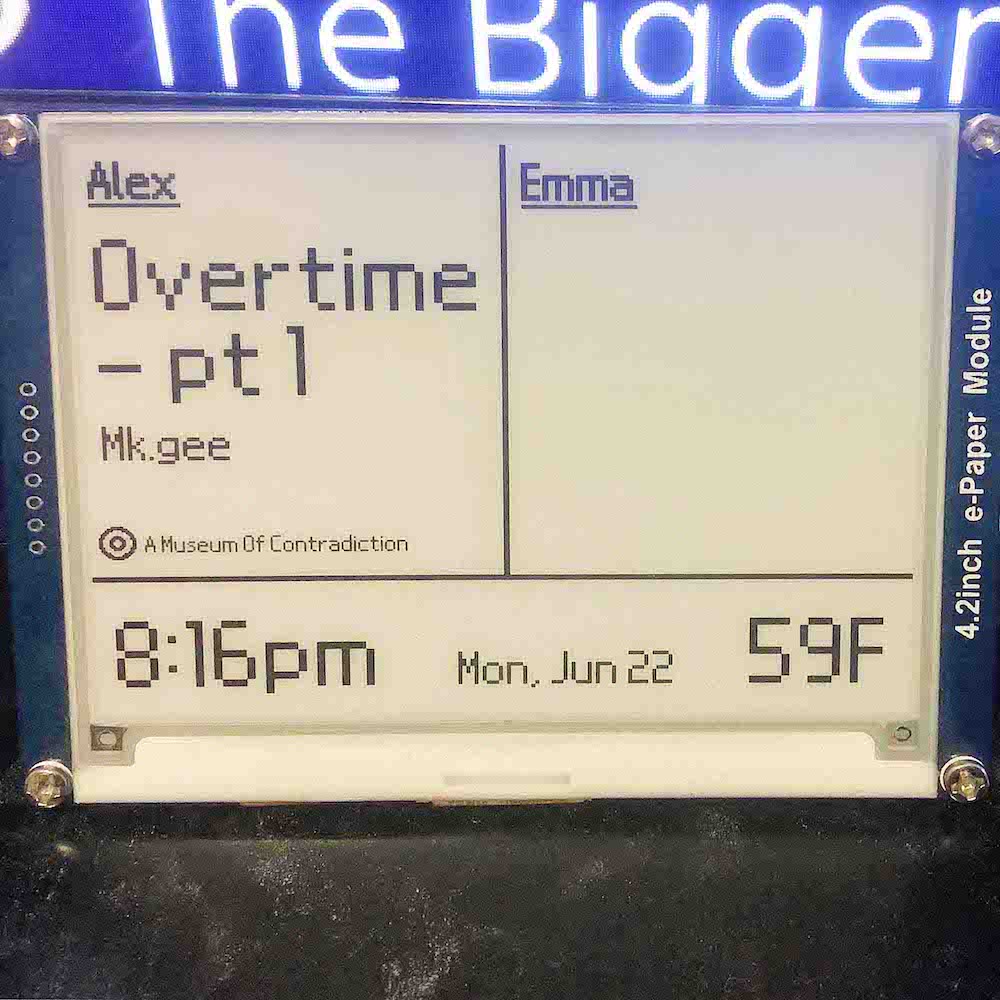 The Bigger
Alex
Overtime
- pt 1
Mk.gee
A Museum Of Contradiction
Emma
8:16pm
Mon, Jun 22
59F
4.2inch e-Paper Module